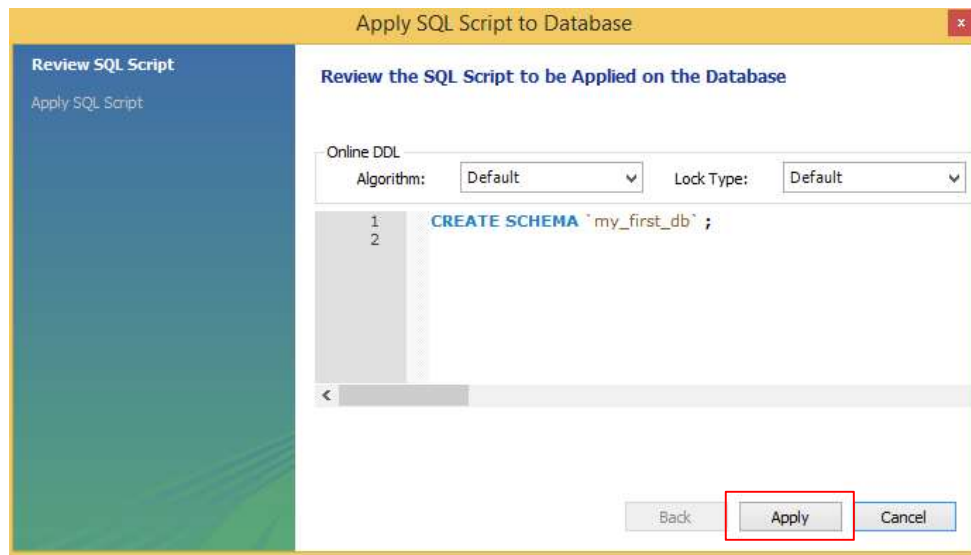 Apply SQL Script to Database
x
Review SQL Script
Apply SQL Script
Review the SQL Script to be Applied on the Database
Online DDL
Algorithm: Default Lock Type: Default
1 CREATE SCHEMA `my_first_db` ;
2
Back Apply Cancel